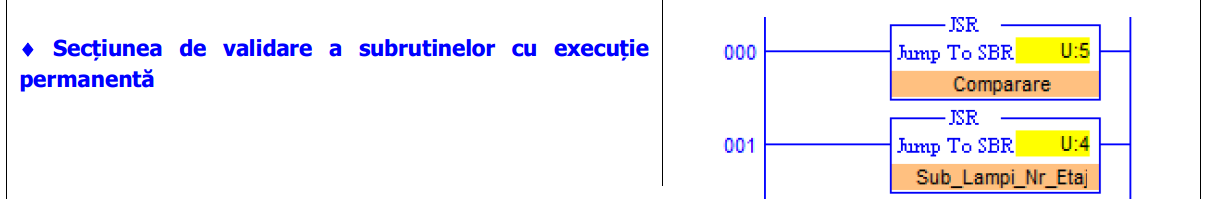 ♦ Secțiunea de validare a subrutinelor cu execuție
permanentă
JSR
000 Jump To SBR U:5
Comparare
JSR
001 Jump To SBR U:4
Sub_Lampi_Nr_Etaj